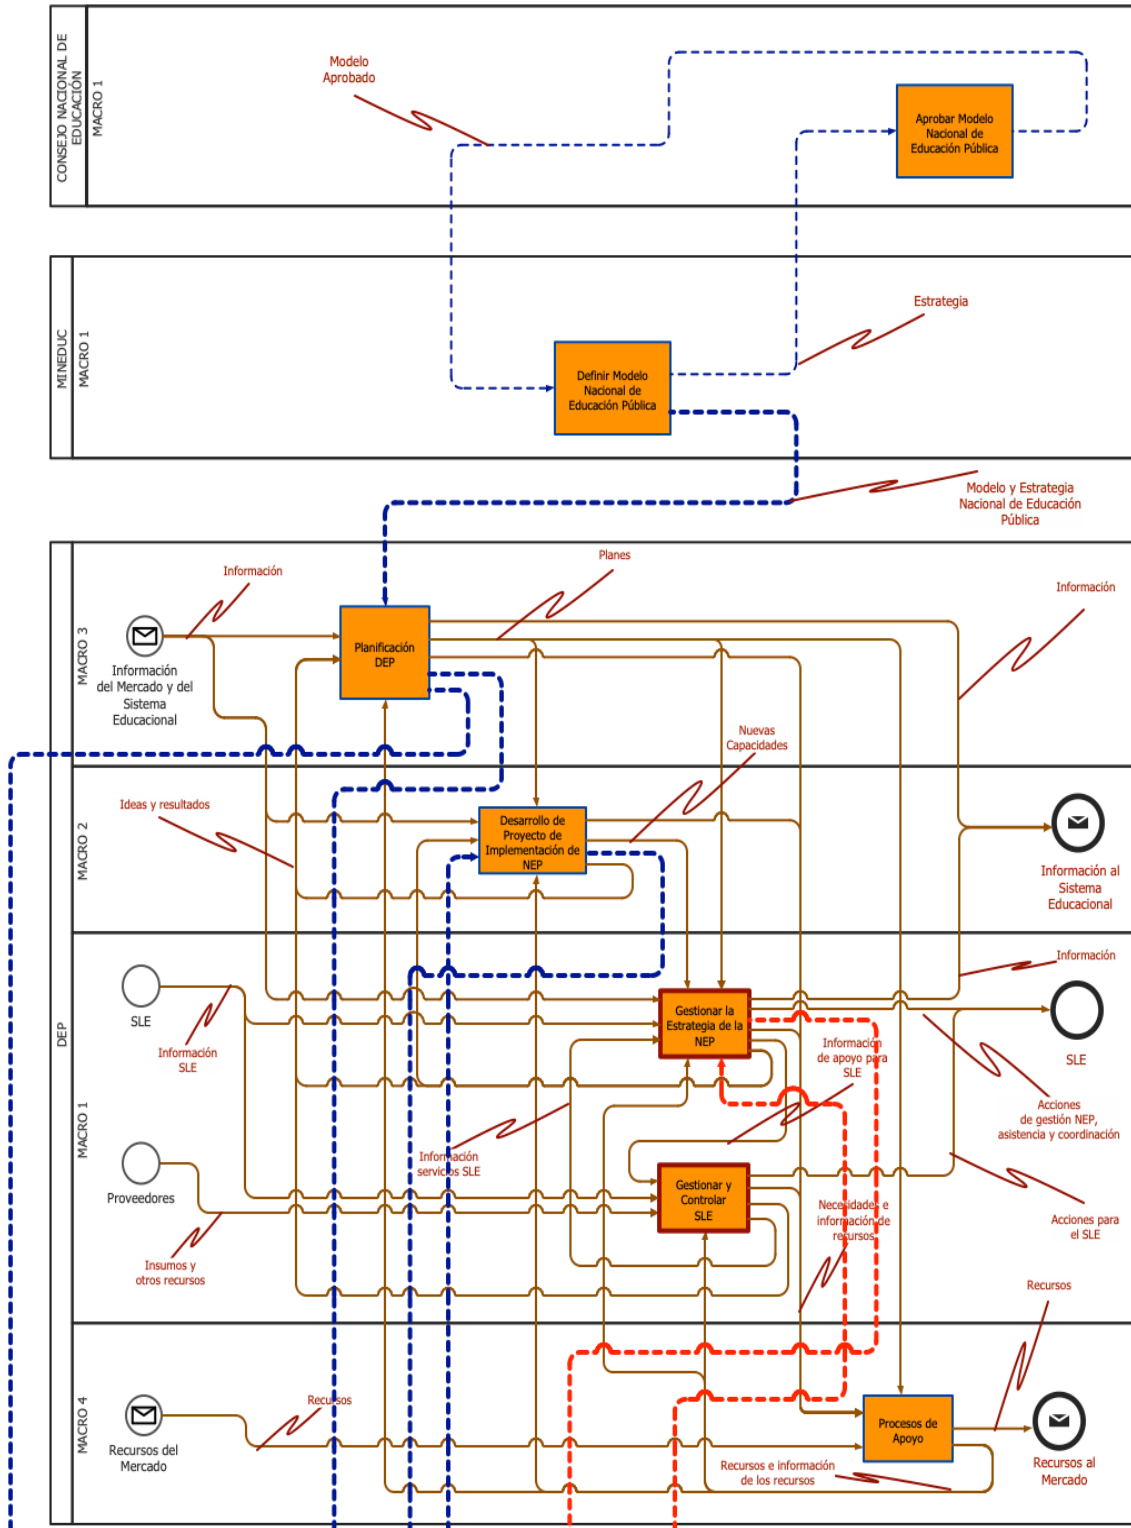 CONSEJO NACIONAL DE
EDUCACIÓN
MACRO 1
Modelo
Aprobado
Aprobar Modelo
Nacional de
Educación Pública
MINEDUC
MACRO 1
Estrategia
Definir Modelo
Nacional de
Educación Pública
Modelo y Estrategia
Nacional de Educación
Pública
DEP
MACRO 3
Información
Planes
Información
Planificación
DEP
Información
del Mercado y del
Sistema
Educacional
Nuevas
Capacidades
MACRO 2
Ideas y resultados
Desarrollo de
Proyecto de
Implementación de
NEP
Información al
Sistema
Educacional
MACRO 1
SLE
Información
SLE
Gestionar la
Estrategia de la
NEP
Información
de apoyo para
SLE
Información
SLE
Acciones
de gestión NEP,
asistencia y coordinación
Información
servicios SLE
Proveedores
Gestionar y
Controlar
SLE
Necesidades e
información de
recursos
Acciones para
el SLE
Insumos y
otros recursos
Recursos
MACRO 4
Recursos
Recursos del
Mercado
Procesos de
Apoyo
Recursos e información
de los recursos
Recursos al
Mercado